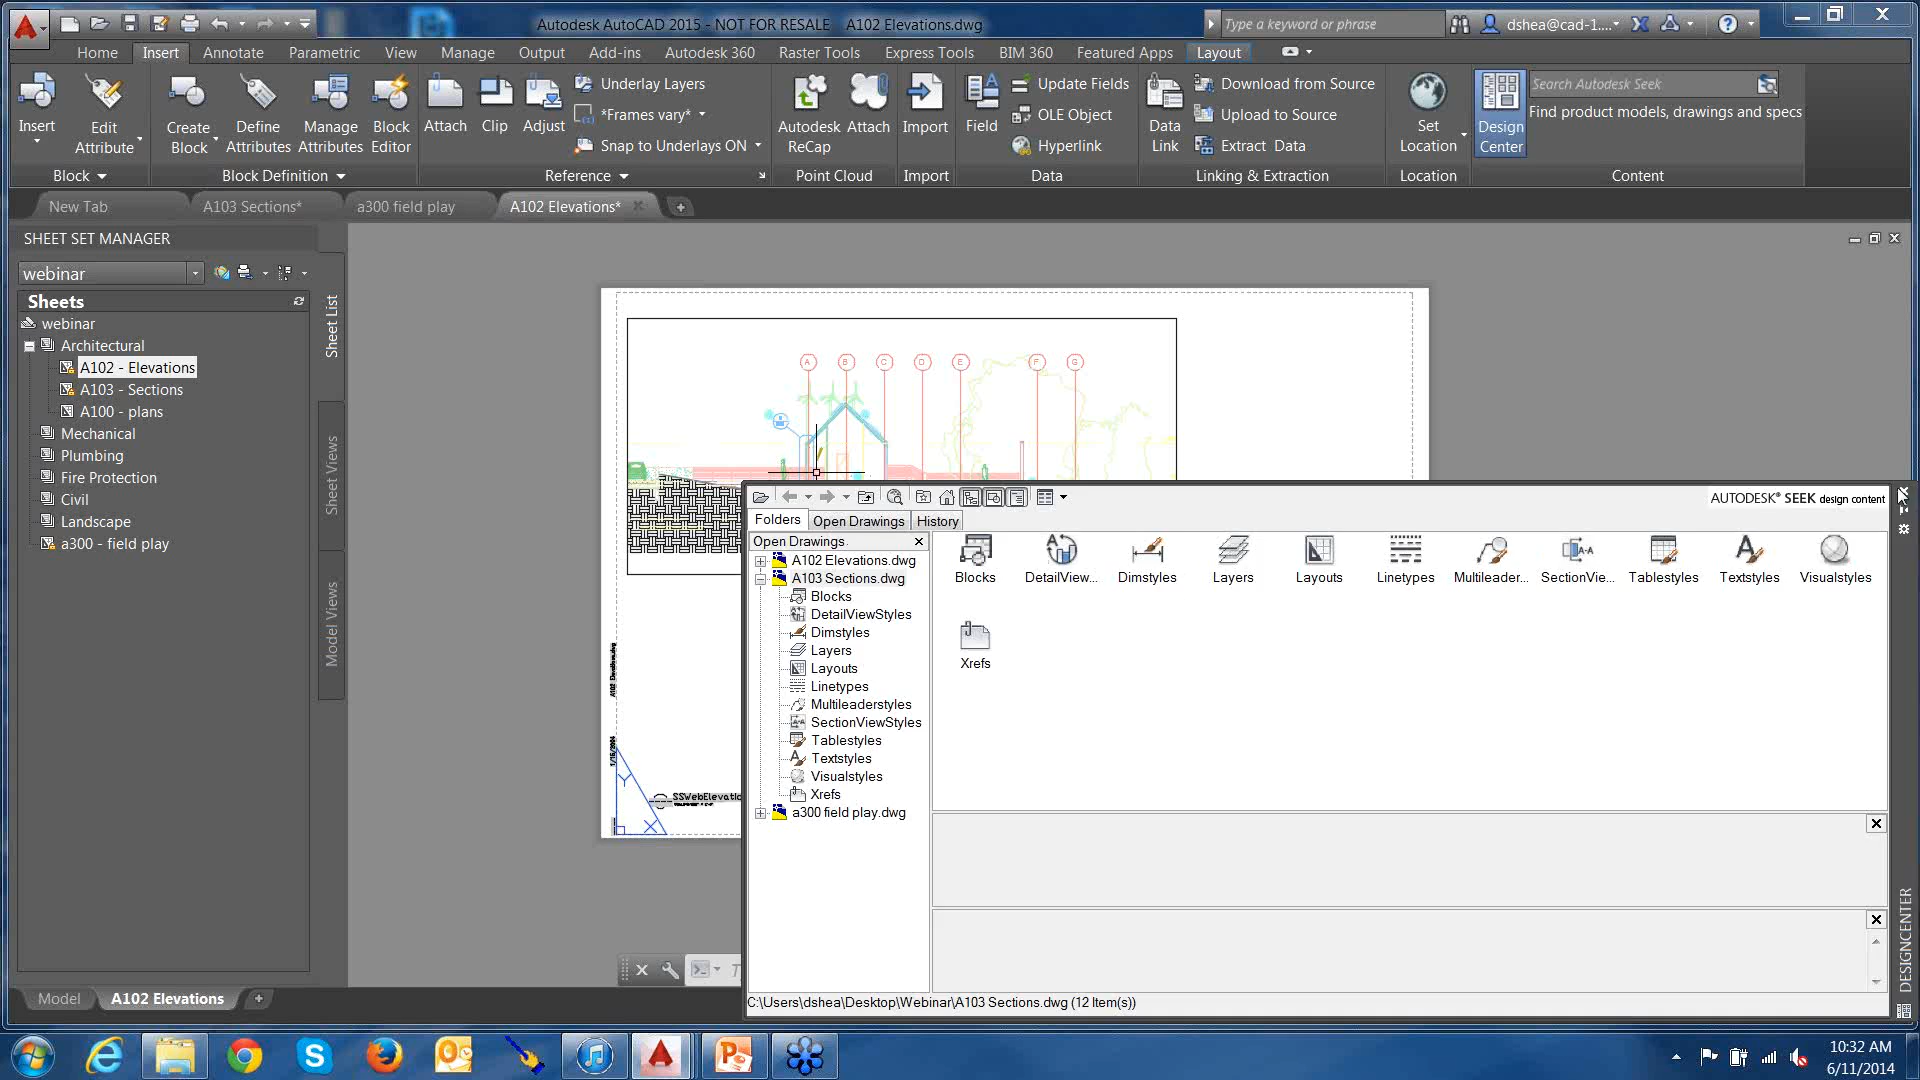 Autodesk AutoCAD 2015 - NOT FOR RESALE A102 Elevations.dwg
Type a keyword or phrase
dshea@cad-1....
Home Insert Annotate Parametric View Manage Output Add-ins Autodesk 360 Raster Tools Express Tools BIM 360 Featured Apps Layout
Insert
Edit
Attribute
Block
Create
Block
Define
Attributes
Manage
Attributes
Block
Editor
Block Definition
Attach
Clip
Adjust
Underlay Layers
*Frames vary*
Snap to Underlays ON
Reference
Autodesk
ReCap
Attach
Point Cloud
Import
Import
Field
Update Fields
OLE Object
Hyperlink
Data
Data
Link
Download from Source
Upload to Source
Extract Data
Linking & Extraction
Set
Location
Location
Design
Center
Search Autodesk Seek
Find product models, drawings and specs
Content
New Tab
A103 Sections*
a300 field play
A102 Elevations*
SHEET SET MANAGER
webinar
Sheets
webinar
Architectural
A102 - Elevations
A103 - Sections
A100 - plans
Mechanical
Plumbing
Fire Protection
Civil
Landscape
a300 - field play
Sheet List
Sheet Views
Model Views
A B C D E F G
A102 Elevations.dwg
1/15/2004
Y
X
SSWebElevatio
AUTODESK® SEEK design content
Folders
Open Drawings
History
Open Drawings
A102 Elevations.dwg
A103 Sections.dwg
Blocks
DetailViewStyles
Dimstyles
Layers
Layouts
Linetypes
Multileaderstyles
SectionViewStyles
Tablestyles
Textstyles
Visualstyles
Xrefs
a300 field play.dwg
Blocks
DetailView...
Dimstyles
Layers
Layouts
Linetypes
Multileader...
SectionVie...
Tablestyles
Textstyles
Visualstyles
Xrefs
DESIGNCENTER
C:\Users\dshea\Desktop\Webinar\A103 Sections.dwg (12 Item(s))
Model
A102 Elevations
10:32 AM
6/11/2014